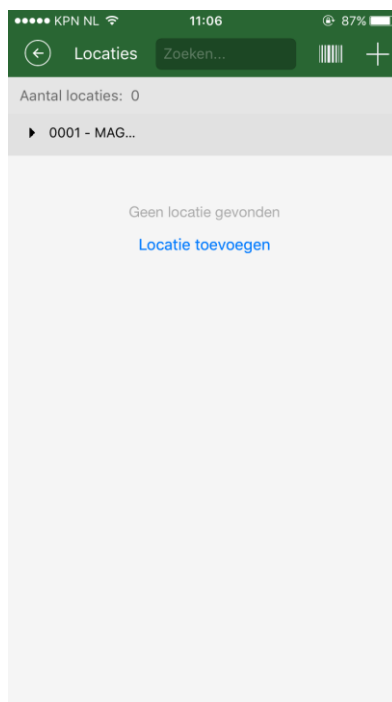 KPN NL 11:06 87%
Locaties Zoeken...
Aantal locaties: 0
0001 - MAG...
Geen locatie gevonden
Locatie toevoegen